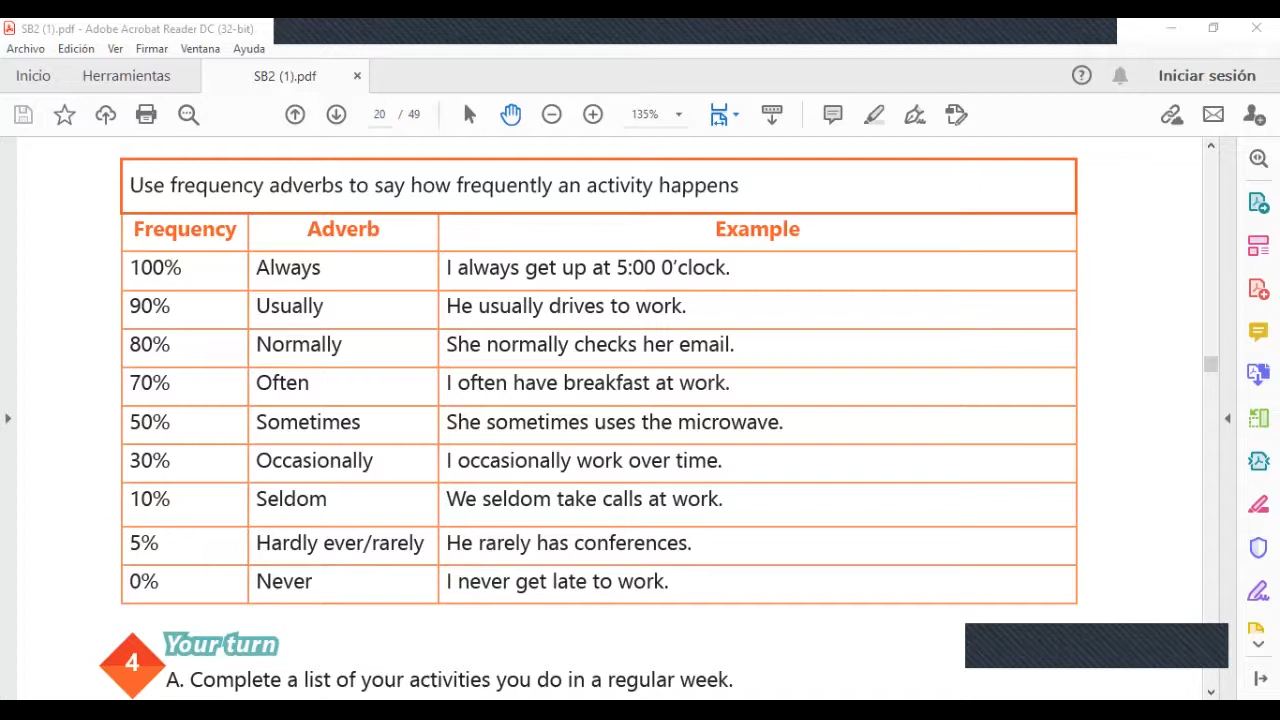 SB2 (1).pdf - Adobe Acrobat Reader DC (32-bit)
Archivo Edición Ver Firmar Ventana Ayuda
Inicio Herramientas SB2 (1).pdf × Iniciar sesión
20 / 49 135%
Use frequency adverbs to say how frequently an activity happens
Frequency Adverb Example
100% Always I always get up at 5:00 0’clock.
90% Usually He usually drives to work.
80% Normally She normally checks her email.
70% Often I often have breakfast at work.
50% Sometimes She sometimes uses the microwave.
30% Occasionally I occasionally work over time.
10% Seldom We seldom take calls at work.
5% Hardly ever/rarely He rarely has conferences.
0% Never I never get late to work.
Your turn
4
A. Complete a list of your activities you do in a regular week.